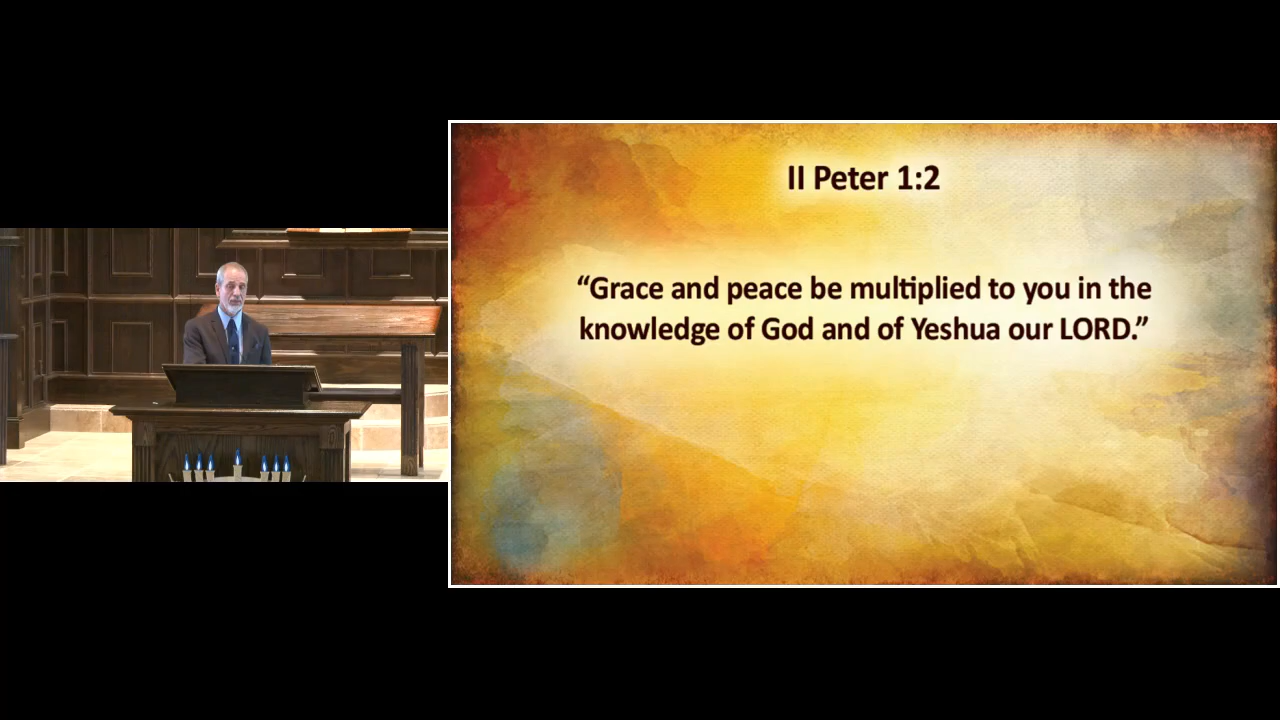 II Peter 1:2
“Grace and peace be multiplied to you in the
knowledge of God and of Yeshua our LORD.”